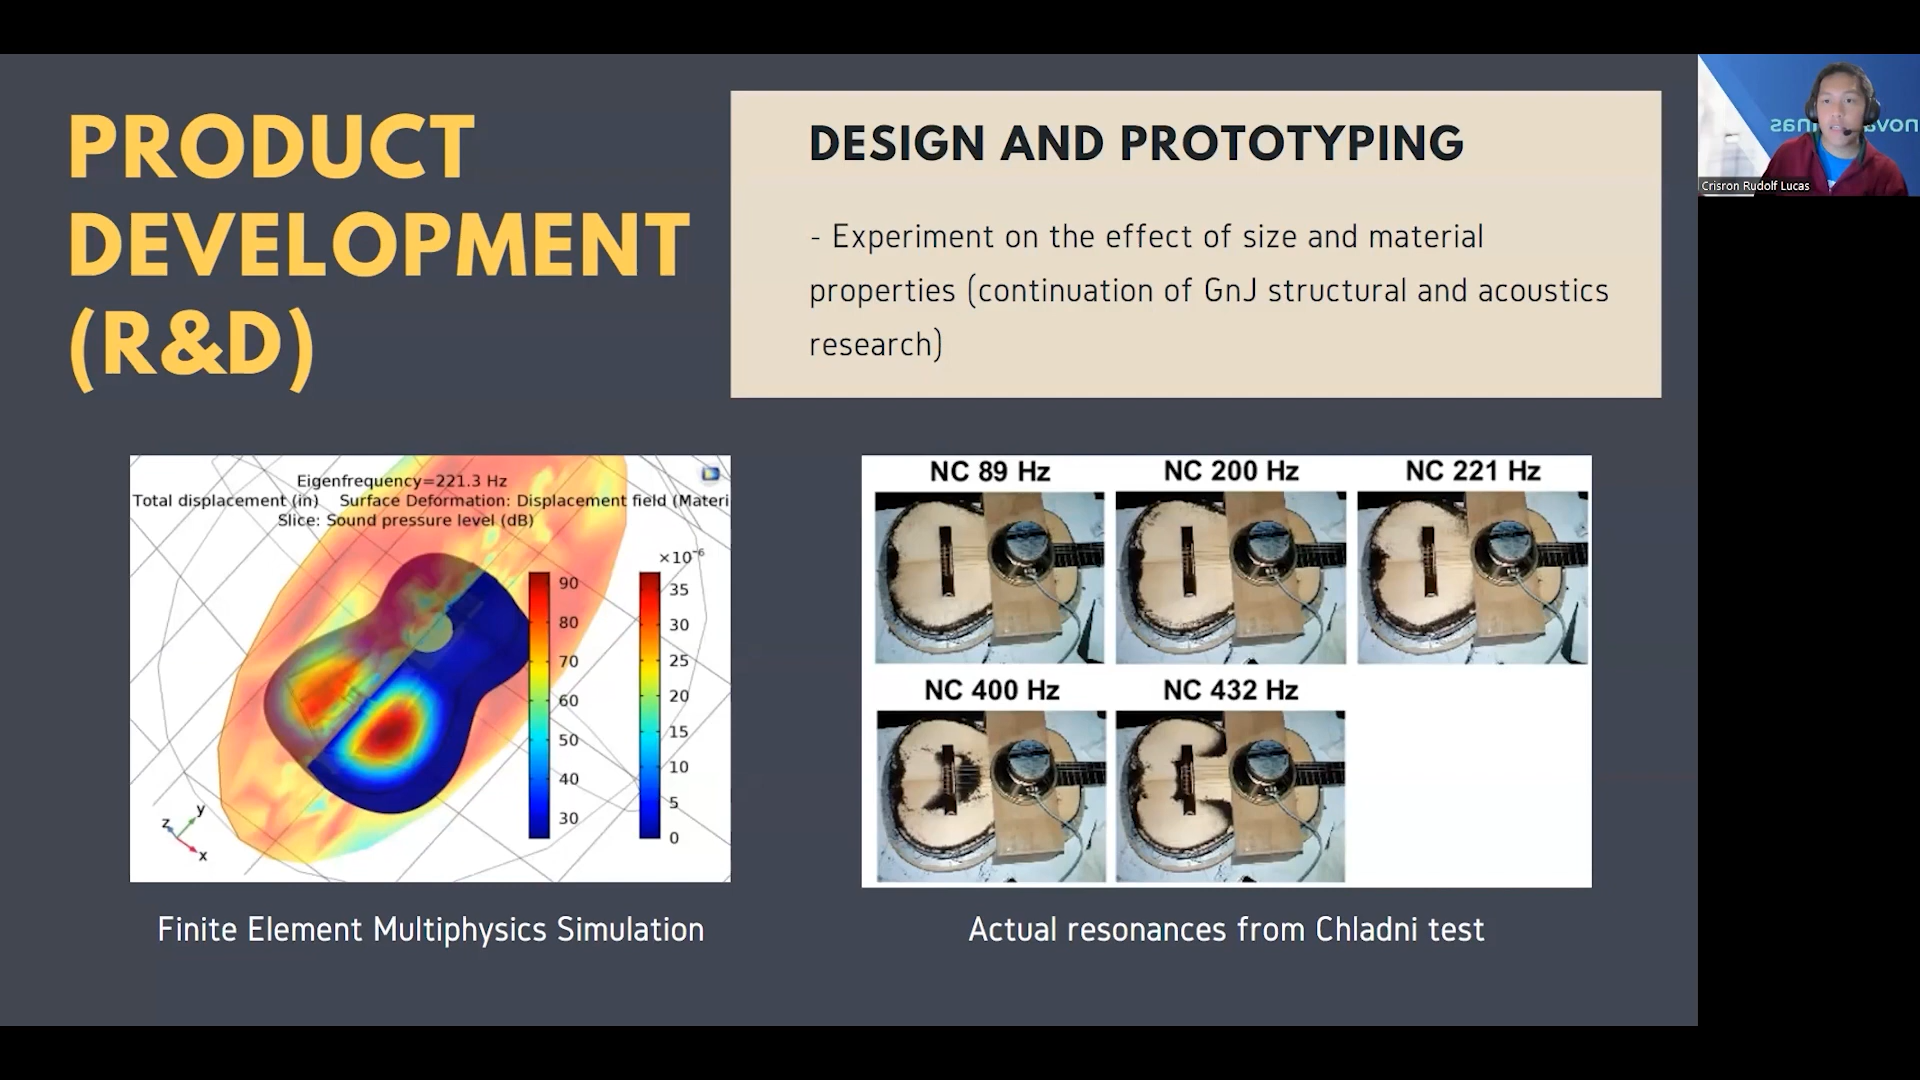 PRODUCT
DEVELOPMENT
(R&D)
DESIGN AND PROTOTYPING
- Experiment on the effect of size and material
properties (continuation of GnJ structural and acoustics
research)
Crisron Rudolf Lucas
Eigenfrequency=221.3 Hz
Total displacement (in) Surface Deformation: Displacement field (Materi
Slice: Sound pressure level (dB)
×10⁻⁶
90
80
70
60
50
40
30
35
30
25
20
15
10
5
0
y
z
x
Finite Element Multiphysics Simulation
NC 89 Hz
NC 200 Hz
NC 221 Hz
NC 400 Hz
NC 432 Hz
Actual resonances from Chladni test